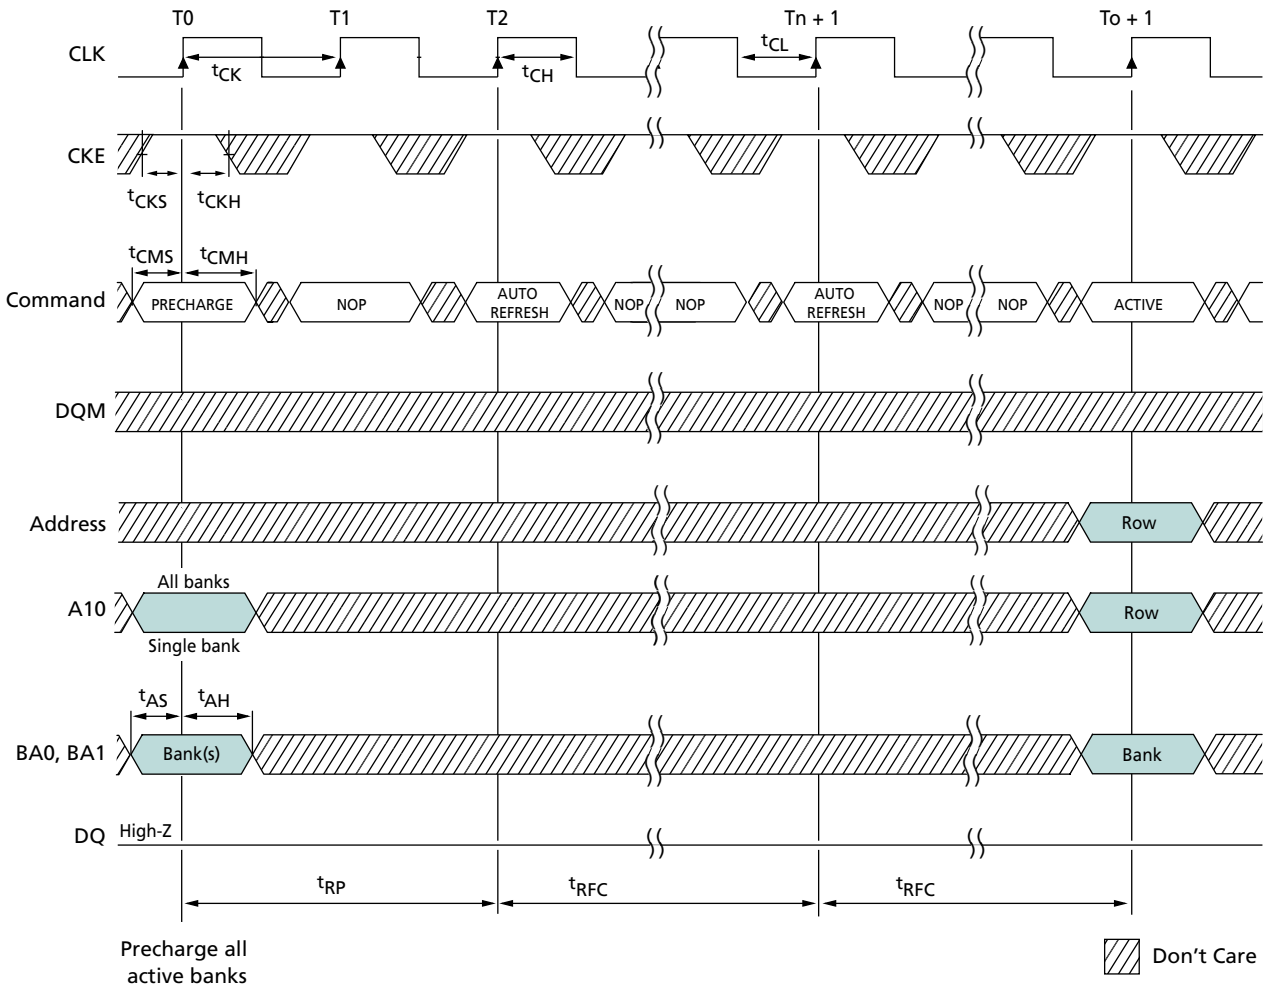 T0 T1 T2 Tn + 1 To + 1
CLK
tCK tCH tCL
CKE
tCKS tCKH
tCMS tCMH
Command PRECHARGE NOP AUTO REFRESH NOP NOP AUTO REFRESH NOP NOP ACTIVE
DQM
Address Row
All banks
A10 Row
Single bank
tAS tAH
BA0, BA1 Bank(s) Bank
DQ High-Z
tRP tRFC tRFC
Precharge all
active banks
Don't Care